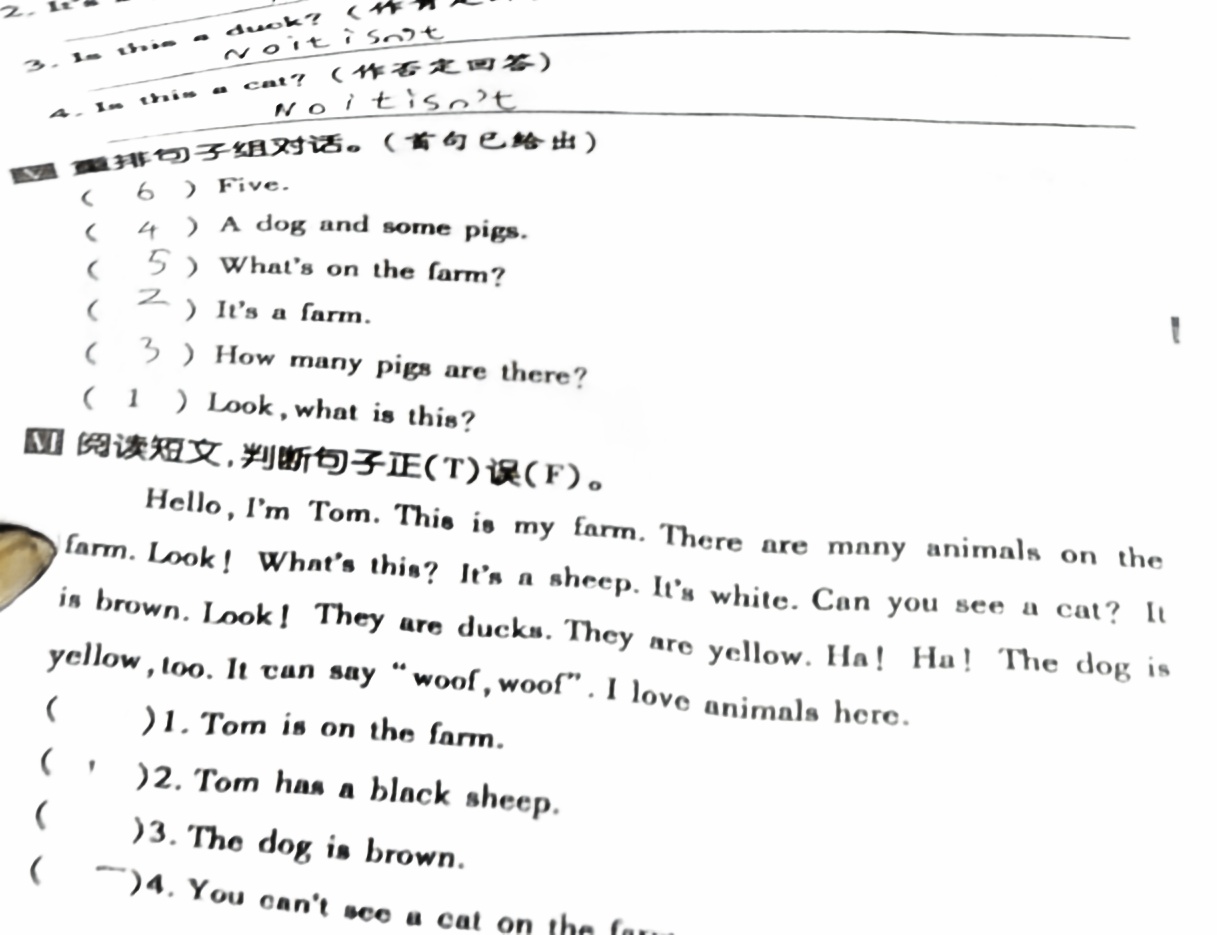 2. It's
3. Is this a duck? (作否定
No it isn't
4. Is this a cat? (作否定回答)
No it isn't
V 重排句子组对话。(首句已给出)
( 6 ) Five.
( 4 ) A dog and some pigs.
( 5 ) What's on the farm?
( 2 ) It's a farm.
( 3 ) How many pigs are there?
( 1 ) Look, what is this?
VI 阅读短文,判断句子正(T)误(F)。
Hello, I'm Tom. This is my farm. There are many animals on the
farm. Look! What's this? It's a sheep. It's white. Can you see a cat? It
is brown. Look! They are ducks. They are yellow. Ha! Ha! The dog is
yellow, too. It can say "woof, woof". I love animals here.
( )1. Tom is on the farm.
( )2. Tom has a black sheep.
( )3. The dog is brown.
( )4. You can't see a cat on the farm